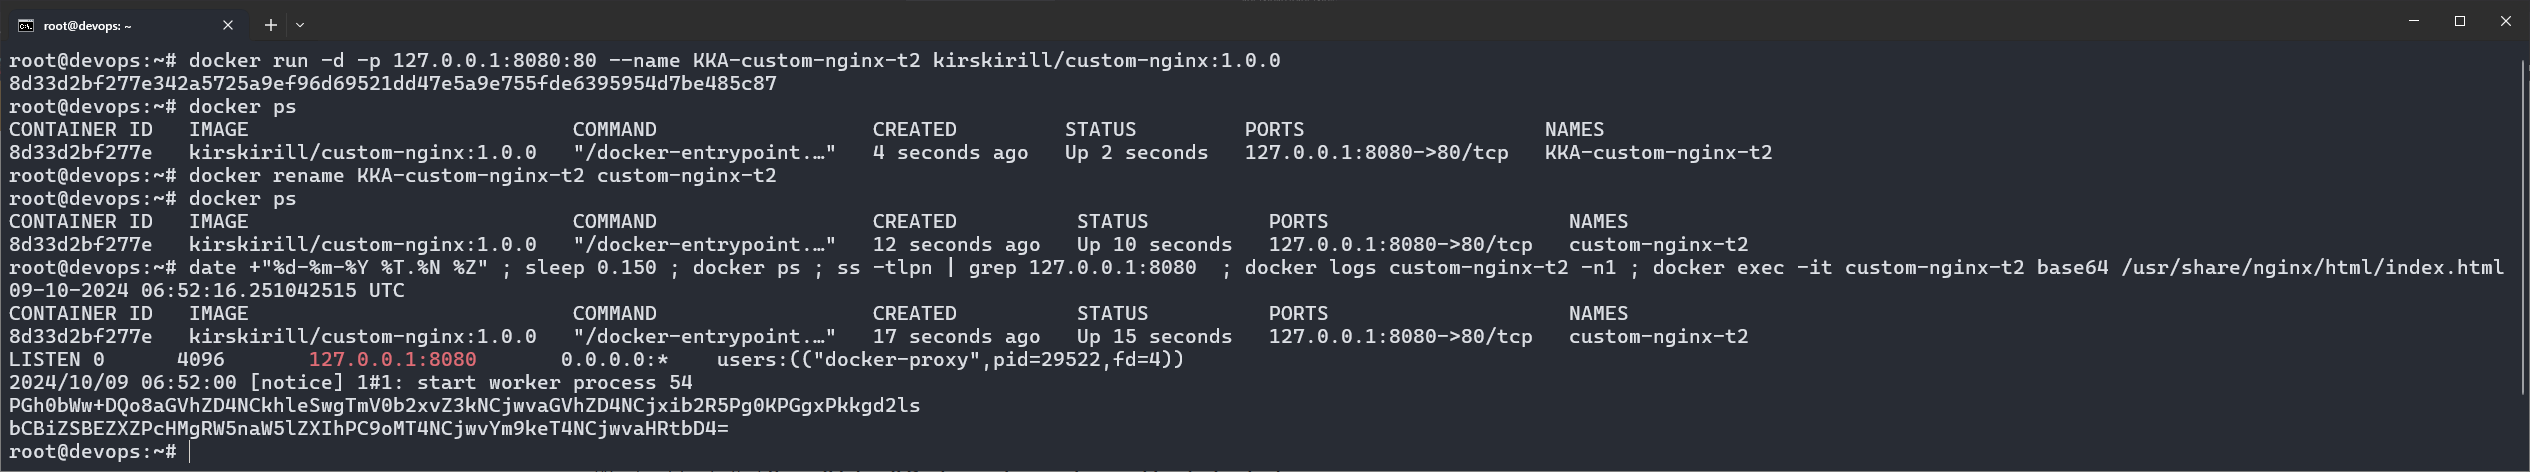 root@devops: ~
root@devops:~# docker run -d -p 127.0.0.1:8080:80 --name KKA-custom-nginx-t2 kirskirill/custom-nginx:1.0.0
8d33d2bf277e342a5725a9ef96d69521dd47e5a9e755fde6395954d7be485c87
root@devops:~# docker ps
CONTAINER ID   IMAGE                           COMMAND                  CREATED         STATUS         PORTS                    NAMES
8d33d2bf277e   kirskirill/custom-nginx:1.0.0   "/docker-entrypoint.…"   4 seconds ago   Up 2 seconds   127.0.0.1:8080->80/tcp   KKA-custom-nginx-t2
root@devops:~# docker rename KKA-custom-nginx-t2 custom-nginx-t2
root@devops:~# docker ps
CONTAINER ID   IMAGE                           COMMAND                  CREATED          STATUS          PORTS                    NAMES
8d33d2bf277e   kirskirill/custom-nginx:1.0.0   "/docker-entrypoint.…"   12 seconds ago   Up 10 seconds   127.0.0.1:8080->80/tcp   custom-nginx-t2
root@devops:~# date +"%d-%m-%Y %T.%N %Z" ; sleep 0.150 ; docker ps ; ss -tlpn | grep 127.0.0.1:8080  ; docker logs custom-nginx-t2 -n1 ; docker exec -it custom-nginx-t2 base64 /usr/share/nginx/html/index.html
09-10-2024 06:52:16.251042515 UTC
CONTAINER ID   IMAGE                           COMMAND                  CREATED          STATUS          PORTS                    NAMES
8d33d2bf277e   kirskirill/custom-nginx:1.0.0   "/docker-entrypoint.…"   17 seconds ago   Up 15 seconds   127.0.0.1:8080->80/tcp   custom-nginx-t2
LISTEN 0      4096       127.0.0.1:8080       0.0.0.0:*    users:(("docker-proxy",pid=29522,fd=4))
2024/10/09 06:52:00 [notice] 1#1: start worker process 54
PGh0bWw+DQo8aGVhZD4NCkhleSwgTmV0b2xvZ3kNCjwvaGVhZD4NCjxib2R5Pg0KPGgxPkkgd2ls
bCBiZSBEZXZPcHMgRW5naW5lZXIhPC9oMT4NCjwvYm9keT4NCjwvaHRtbD4=
root@devops:~#